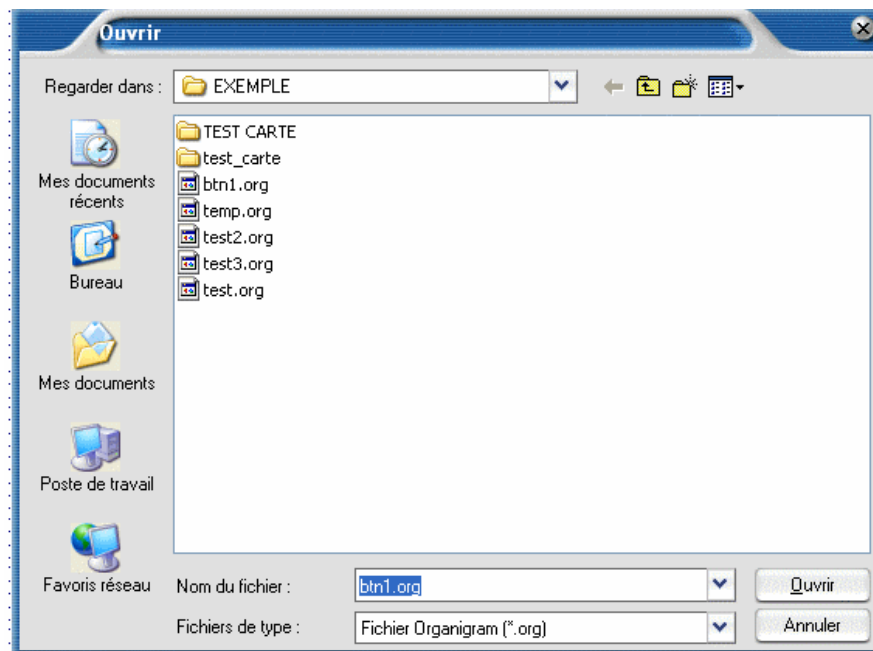 Ouvrir
Regarder dans :
EXEMPLE
Mes documents
récents
Bureau
Mes documents
Poste de travail
Favoris réseau
TEST CARTE
test_carte
btn1.org
temp.org
test2.org
test3.org
test.org
Nom du fichier :
btn1.org
Ouvrir
Fichiers de type :
Fichier Organigram (*.org)
Annuler